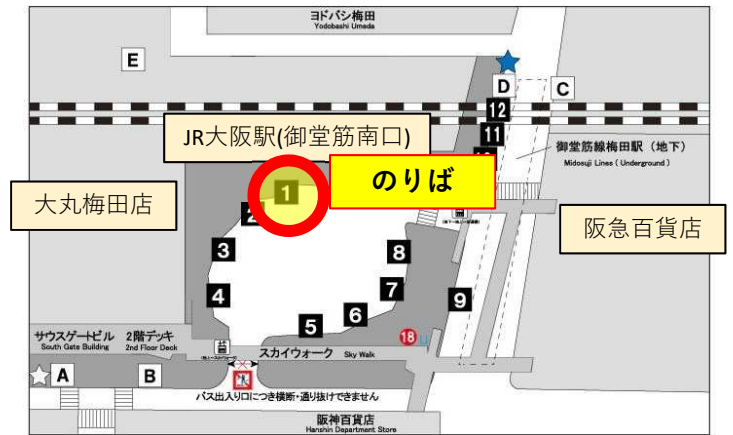 ヨドバシ梅田
Yodobashi Umeda
E
D
C
12
11
JR大阪駅(御堂筋南口)
御堂筋線梅田駅(地下)
Midosuji Lines ( Underground )
のりば
1
2
大丸梅田店
阪急百貨店
3
8
4
7
9
6
5
18
サウスゲートビル 2階デッキ
South Gate Building 2nd Floor Deck
スカイウォーク Sky Walk
A
B
バス出入り口につき横断・通り抜けできません
阪神百貨店
Hanshin Department Store